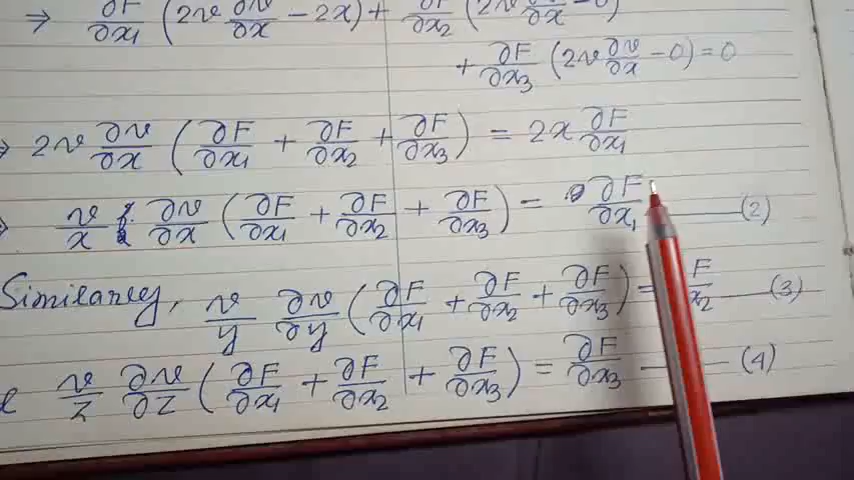 ⇒ ∂F/∂x₁ (2v ∂v/∂x − 2x) + ∂F/∂x₂ (2v ∂v/∂x − 0)
+ ∂F/∂x₃ (2v ∂v/∂x − 0) = 0
2v ∂v/∂x (∂F/∂x₁ + ∂F/∂x₂ + ∂F/∂x₃) = 2x ∂F/∂x₁
v/x ∂v/∂x (∂F/∂x₁ + ∂F/∂x₂ + ∂F/∂x₃) = ∂F/∂x₁ —(2)
Similarly, v/y ∂v/∂y (∂F/∂x₁ + ∂F/∂x₂ + ∂F/∂x₃) = F/x₂ —(3)
v/z ∂v/∂z (∂F/∂x₁ + ∂F/∂x₂ + ∂F/∂x₃) = ∂F/∂x₃ —(4)